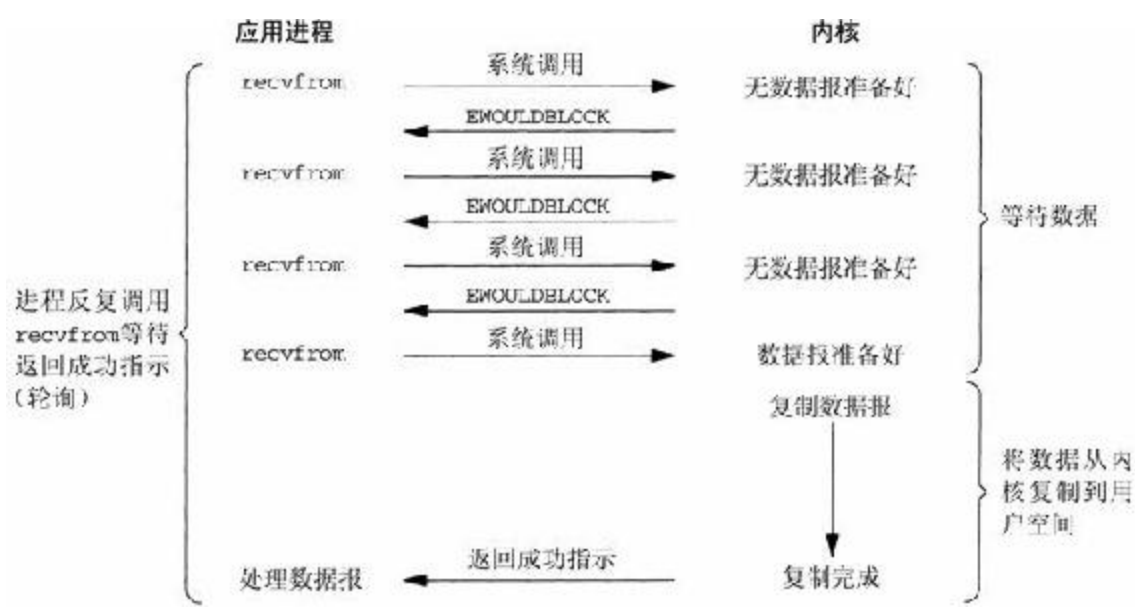 应用进程 内核
系统调用
recvfrom 无数据报准备好
EWOULDBLOCK
系统调用
recvfrom 无数据报准备好
EWOULDBLOCK
等待数据
系统调用
recvfrom 无数据报准备好
EWOULDBLOCK
进程反复调用
recvfrom等待
返回成功指示
(轮询)
系统调用
recvfrom 数据报准备好
复制数据报
将数据从内
核复制到用
户空间
返回成功指示
处理数据报 复制完成